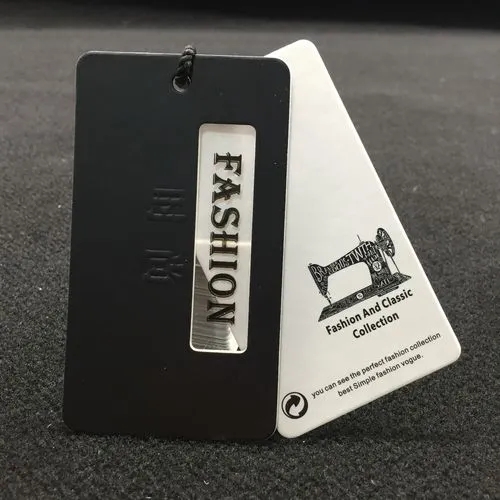 FASHION
Fashion And Classic
Collection
you can see the perfect fashion collection
best Simple fashion vogue.